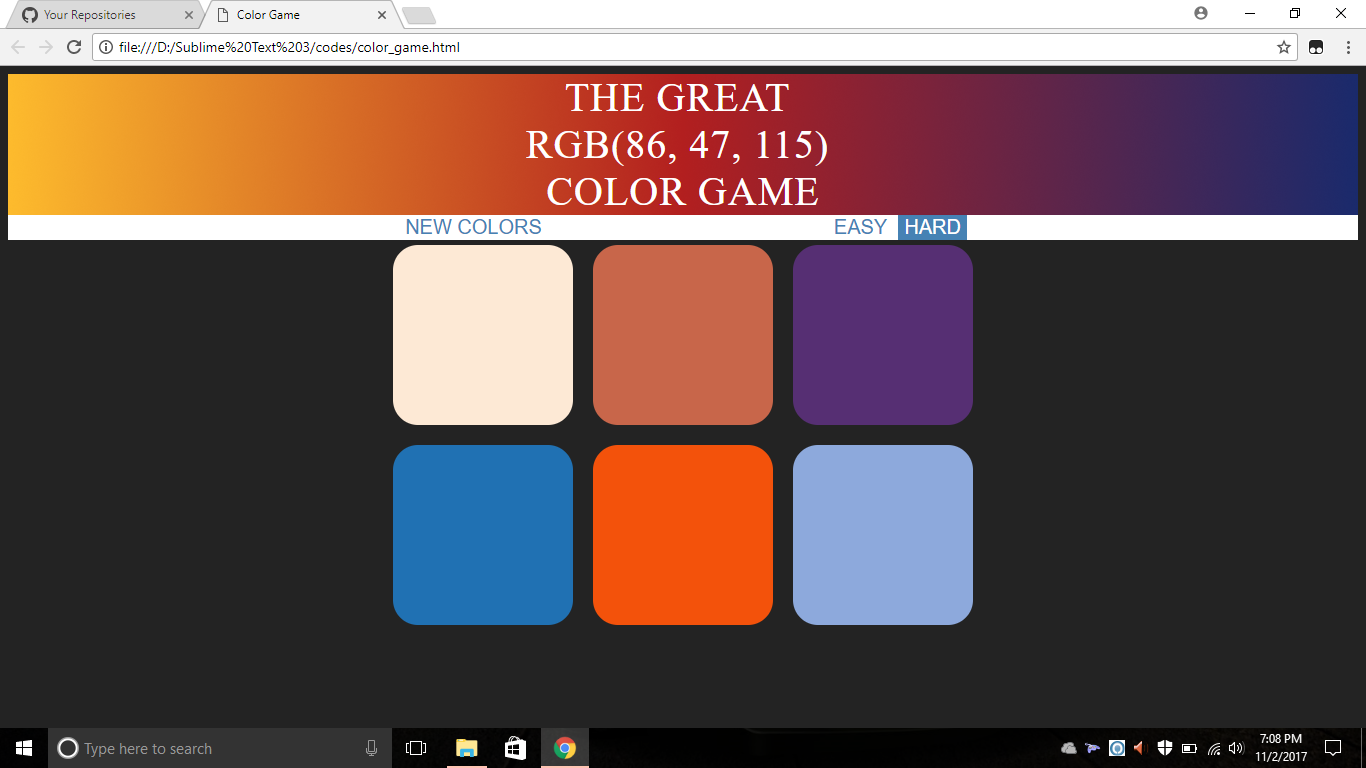 Your Repositories
Color Game
file:///D:/Sublime%20Text%203/codes/color_game.html
THE GREAT
RGB(86, 47, 115)
COLOR GAME
NEW COLORS EASY HARD
Type here to search
7:08 PM
11/2/2017